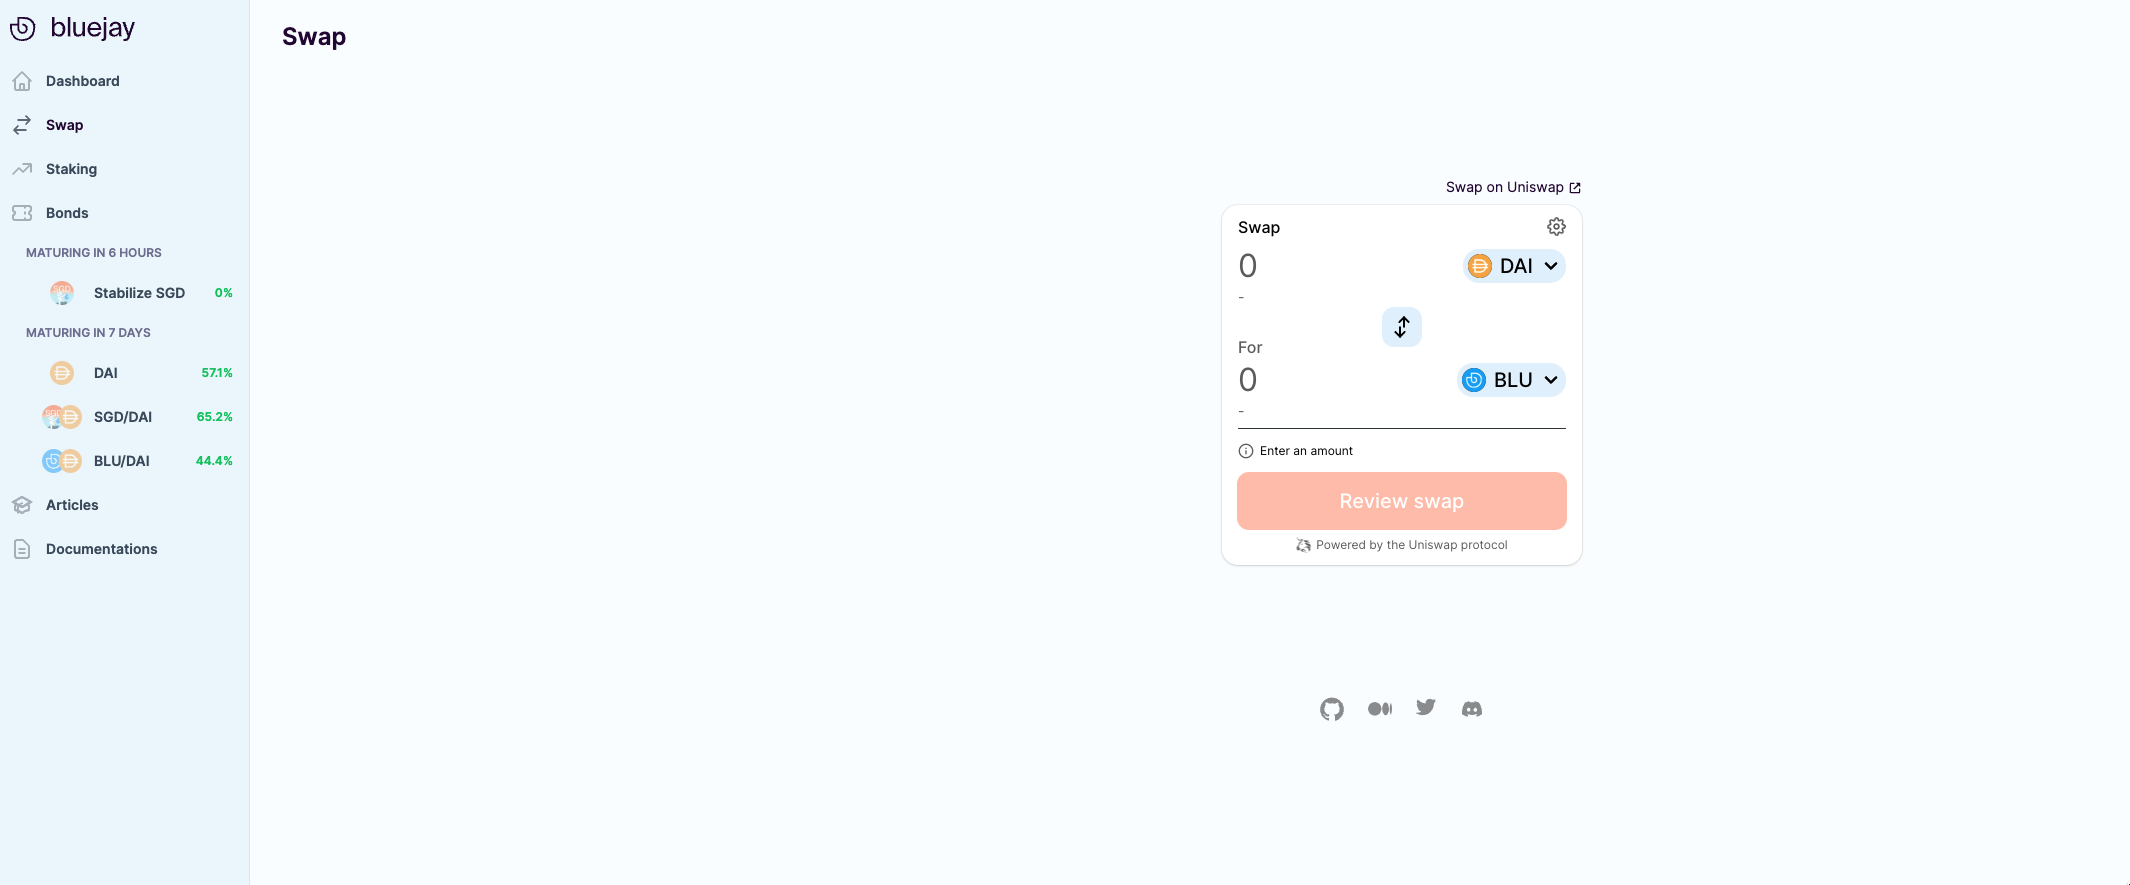 bluejay
Dashboard
Swap
Staking
Bonds
MATURING IN 6 HOURS
Stabilize SGD 0%
MATURING IN 7 DAYS
DAI 57.1%
SGD/DAI 65.2%
BLU/DAI 44.4%
Articles
Documentations
Swap
Swap on Uniswap
Swap
0 DAI
-
For
0 BLU
-
Enter an amount
Review swap
Powered by the Uniswap protocol